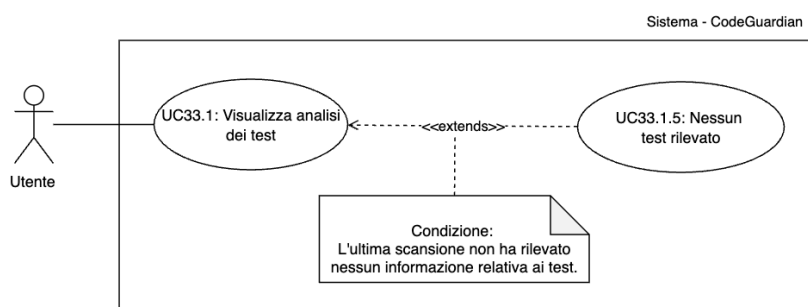 Sistema - CodeGuardian
UC33.1: Visualizza analisi
dei test
<<extends>>
UC33.1.5: Nessun
test rilevato
Utente
Condizione:
L'ultima scansione non ha rilevato
nessun informazione relativa ai test.